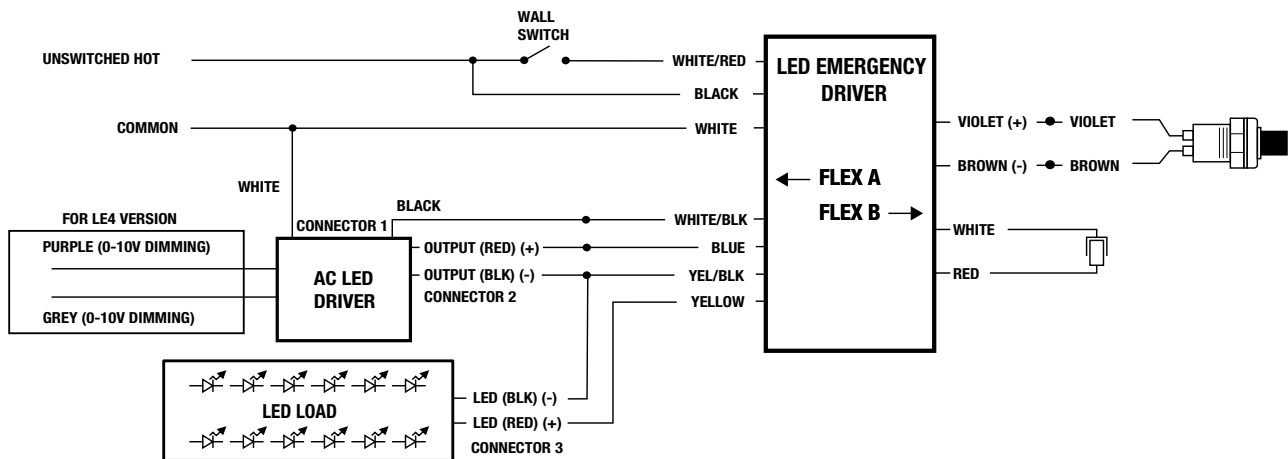 WALL
SWITCH
UNSWITCHED HOT
WHITE/RED
BLACK
COMMON
WHITE
LED EMERGENCY
DRIVER
VIOLET (+)
VIOLET
BROWN (-)
BROWN
FLEX A
FLEX B
WHITE
RED
WHITE
FOR LE4 VERSION
PURPLE (0-10V DIMMING)
GREY (0-10V DIMMING)
CONNECTOR 1
BLACK
WHITE/BLK
AC LED
DRIVER
OUTPUT (RED) (+)
BLUE
OUTPUT (BLK) (-)
YEL/BLK
CONNECTOR 2
YELLOW
LED LOAD
LED (BLK) (-)
LED (RED) (+)
CONNECTOR 3